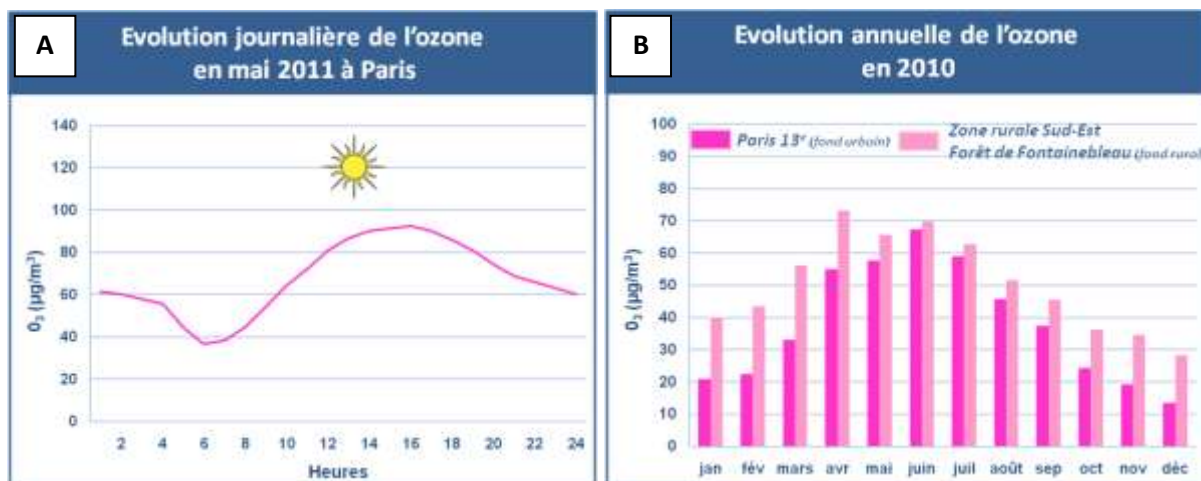 A
Evolution journalière de l'ozone
en mai 2011 à Paris
140
120
100
80
60
40
20
0
O₃ (µg/m³)
2 4 6 8 10 12 14 16 18 20 22 24
Heures
B
Evolution annuelle de l'ozone
en 2010
100
90
80
70
60
50
40
30
20
10
0
O₃ (µg/m³)
Paris 13ᵉ (fond urbain)
Zone rurale Sud-Est
Forêt de Fontainebleau (fond rural)
jan fév mars avr mai juin juil août sep oct nov déc